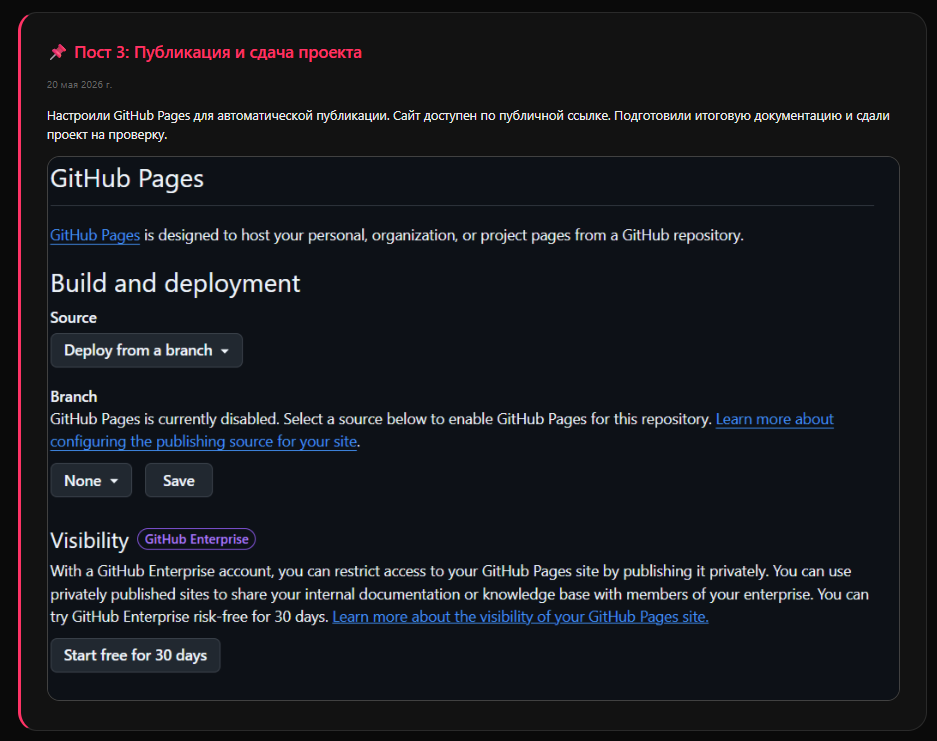 📌 Пост 3: Публикация и сдача проекта
20 мая 2026 г.
Настроили GitHub Pages для автоматической публикации. Сайт доступен по публичной ссылке. Подготовили итоговую документацию и сдали
проект на проверку.
GitHub Pages
GitHub Pages is designed to host your personal, organization, or project pages from a GitHub repository.
Build and deployment
Source
Deploy from a branch
Branch
GitHub Pages is currently disabled. Select a source below to enable GitHub Pages for this repository. Learn more about
configuring the publishing source for your site.
None Save
Visibility GitHub Enterprise
With a GitHub Enterprise account, you can restrict access to your GitHub Pages site by publishing it privately. You can use
privately published sites to share your internal documentation or knowledge base with members of your enterprise. You can
try GitHub Enterprise risk-free for 30 days. Learn more about the visibility of your GitHub Pages site.
Start free for 30 days